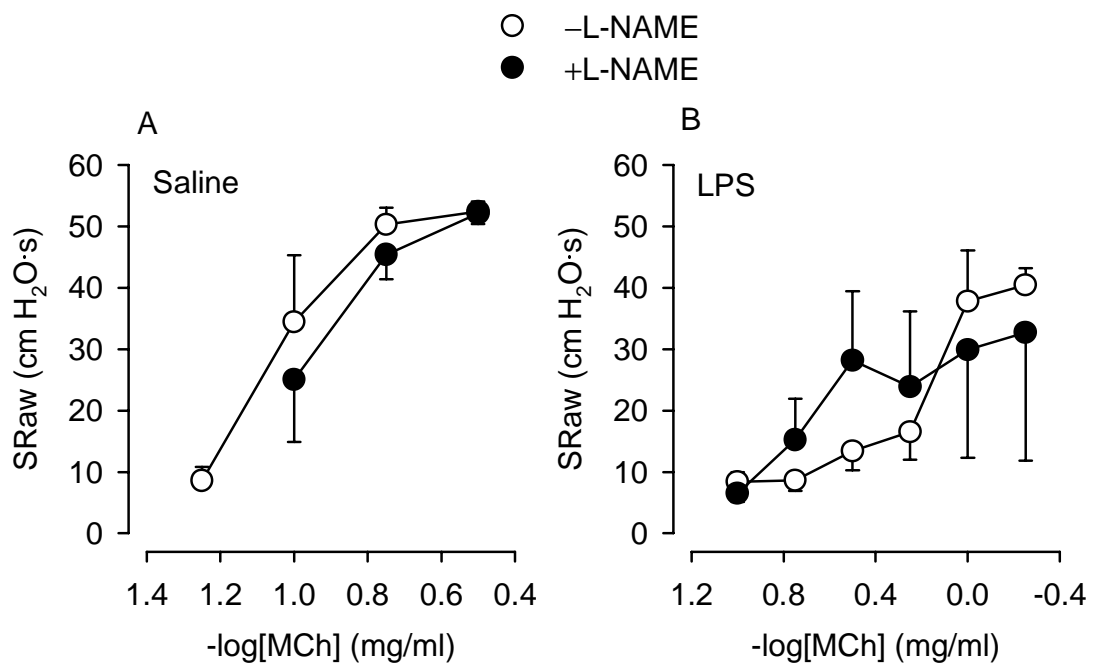 −L-NAME
+L-NAME
A
Saline
SRaw (cm H₂O·s)
60
50
40
30
20
10
0
1.4 1.2 1.0 0.8 0.6 0.4
-log[MCh] (mg/ml)
B
LPS
SRaw (cm H₂O·s)
60
50
40
30
20
10
0
1.2 0.8 0.4 0.0 -0.4
-log[MCh] (mg/ml)